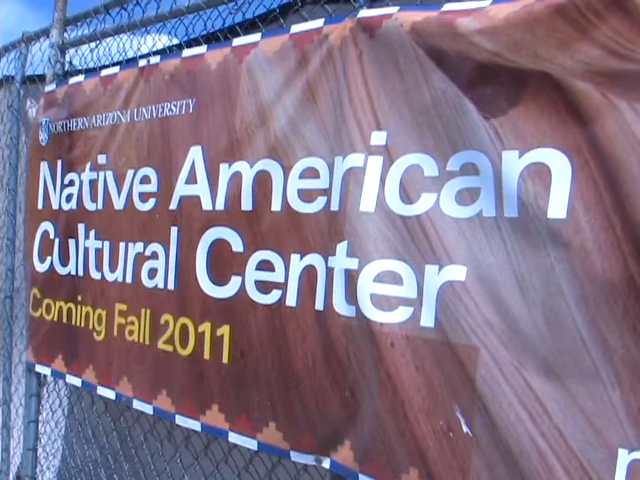 NORTHERN ARIZONA UNIVERSITY
Native American
Cultural Center
Coming Fall 2011